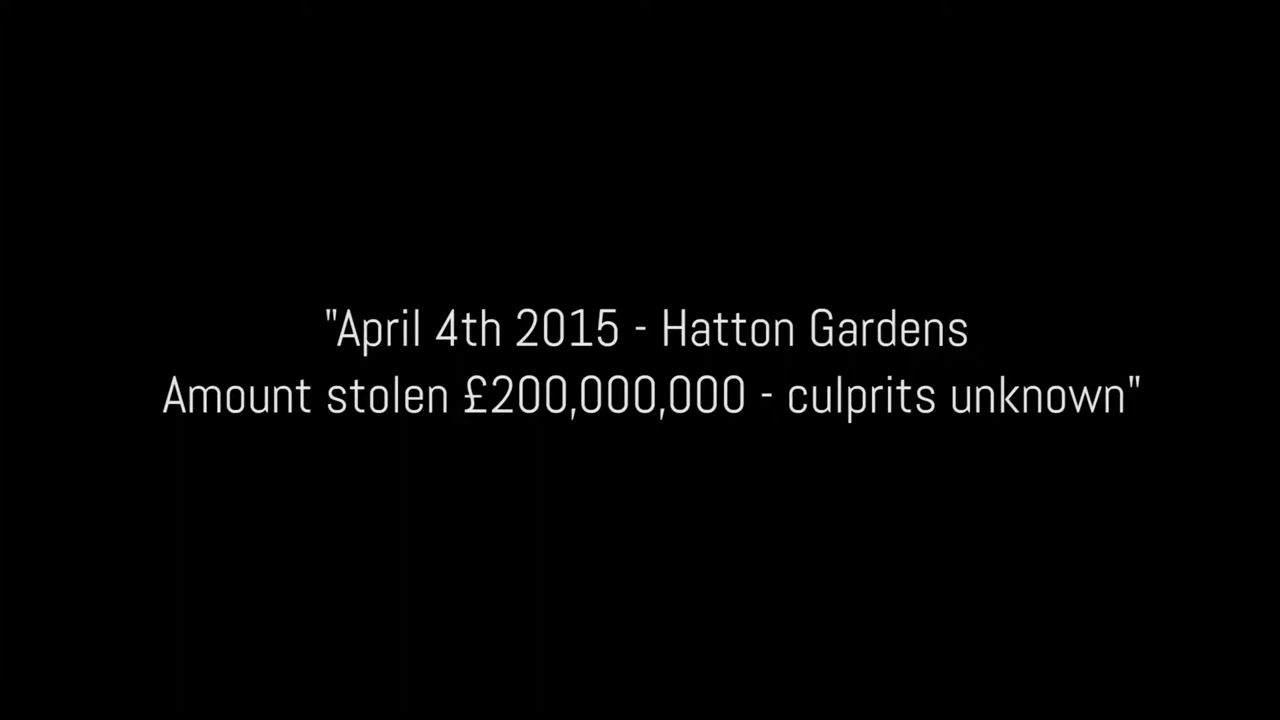 "April 4th 2015 - Hatton Gardens
Amount stolen £200,000,000 - culprits unknown"